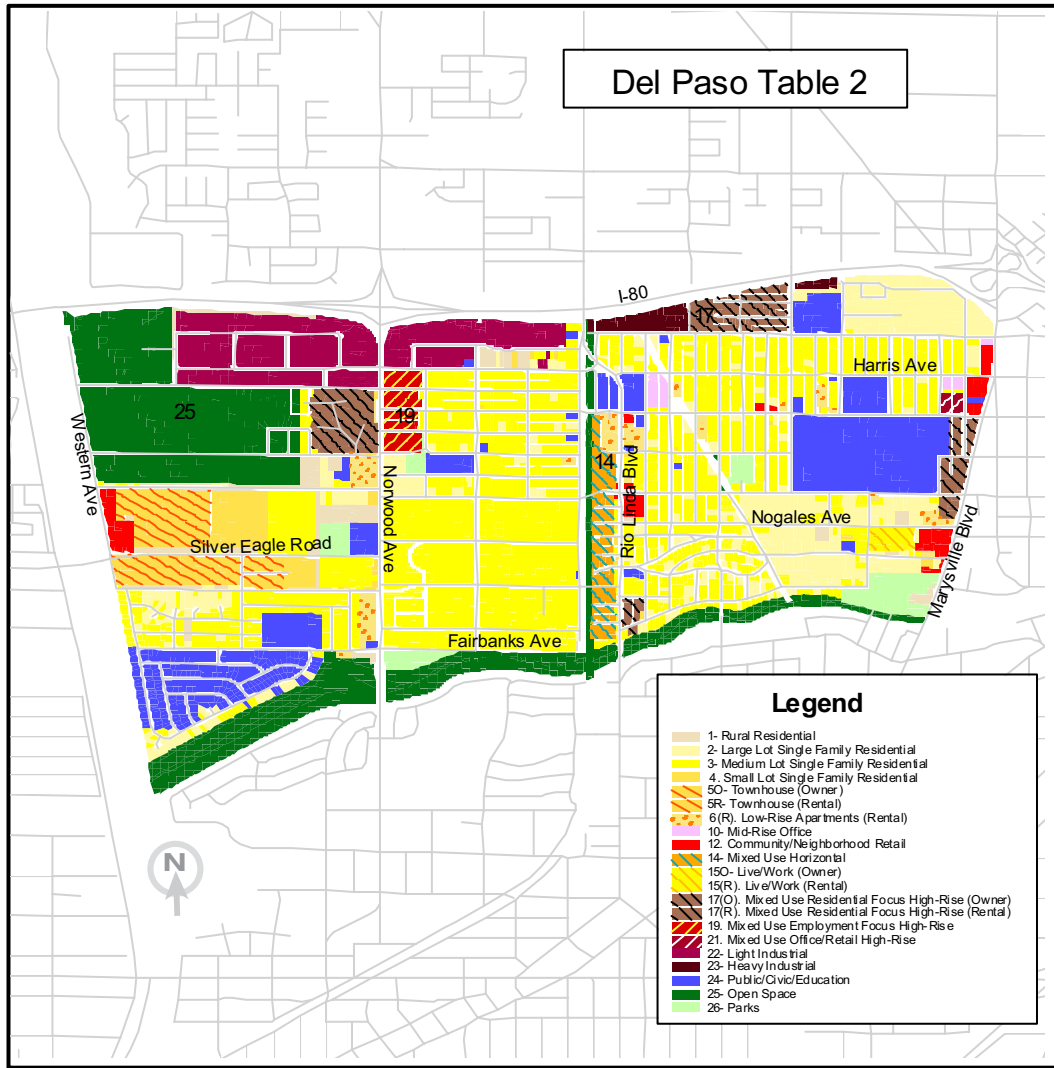 Del Paso Table 2
I-80
17
Harris Ave
25
19
Western Ave
Norwood Ave
14
Rio Linda Blvd
Nogales Ave
Silver Eagle Road
Marysville Blvd
Fairbanks Ave
Legend
1- Rural Residential
2- Large Lot Single Family Residential
3- Medium Lot Single Family Residential
4. Small Lot Single Family Residential
5O- Townhouse (Owner)
5R- Townhouse (Rental)
6(R). Low-Rise Apartments (Rental)
10- Mid-Rise Office
12. Community/Neighborhood Retail
14- Mixed Use Horizontal
15O- Live/Work (Owner)
15(R). Live/Work (Rental)
17(O). Mixed Use Residential Focus High-Rise (Owner)
17(R). Mixed Use Residential Focus High-Rise (Rental)
19. Mixed Use Employment Focus High-Rise
21. Mixed Use Office/Retail High-Rise
22- Light Industrial
23- Heavy Industrial
24- Public/Civic/Education
25- Open Space
26- Parks
N